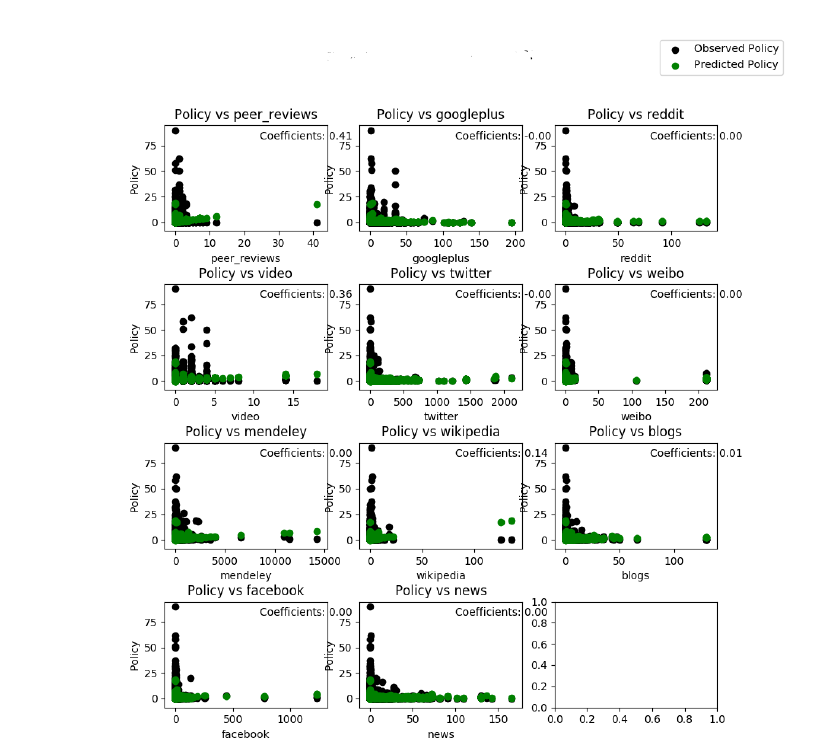 Observed Policy
Predicted Policy
Policy vs peer_reviews
Policy vs googleplus
Policy vs reddit
Coefficients: 0.41
Coefficients: -0.00
Coefficients: 0.00
Policy
75
50
25
0
0 10 20 30 40
peer_reviews
Policy
75
50
25
0
0 50 100 150 200
googleplus
Policy
75
50
25
0
0 50 100
reddit
Policy vs video
Policy vs twitter
Policy vs weibo
Coefficients: 0.36
Coefficients: -0.00
Coefficients: 0.00
Policy
75
50
25
0
0 5 10 15
video
Policy
75
50
25
0
0 500 1000 1500 2000
twitter
Policy
75
50
25
0
0 50 100 150 200
weibo
Policy vs mendeley
Policy vs wikipedia
Policy vs blogs
Coefficients: 0.00
Coefficients: 0.14
Coefficients: 0.01
Policy
75
50
25
0
0 5000 10000 15000
mendeley
Policy
75
50
25
0
0 50 100
wikipedia
Policy
75
50
25
0
0 50 100
blogs
Policy vs facebook
Policy vs news
Coefficients: 0.00
Coefficients: 0.00
Policy
75
50
25
0
0 500 1000
facebook
Policy
75
50
25
0
0 50 100 150
news
1.0
0.8
0.6
0.4
0.2
0.0
0.0 0.2 0.4 0.6 0.8 1.0